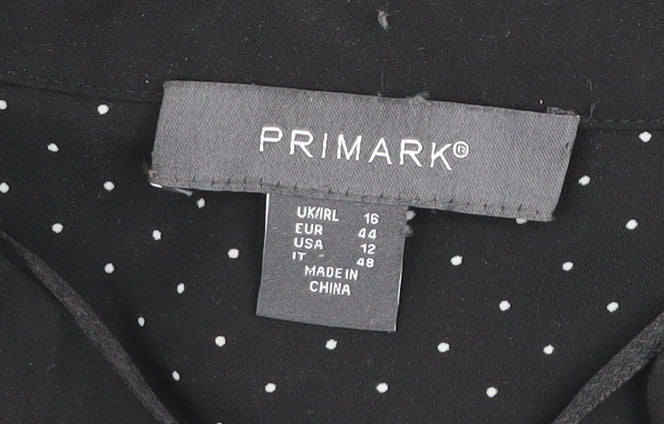 PRIMARK®
UK/IRL 16
EUR 44
USA 12
IT 48
MADE IN
CHINA